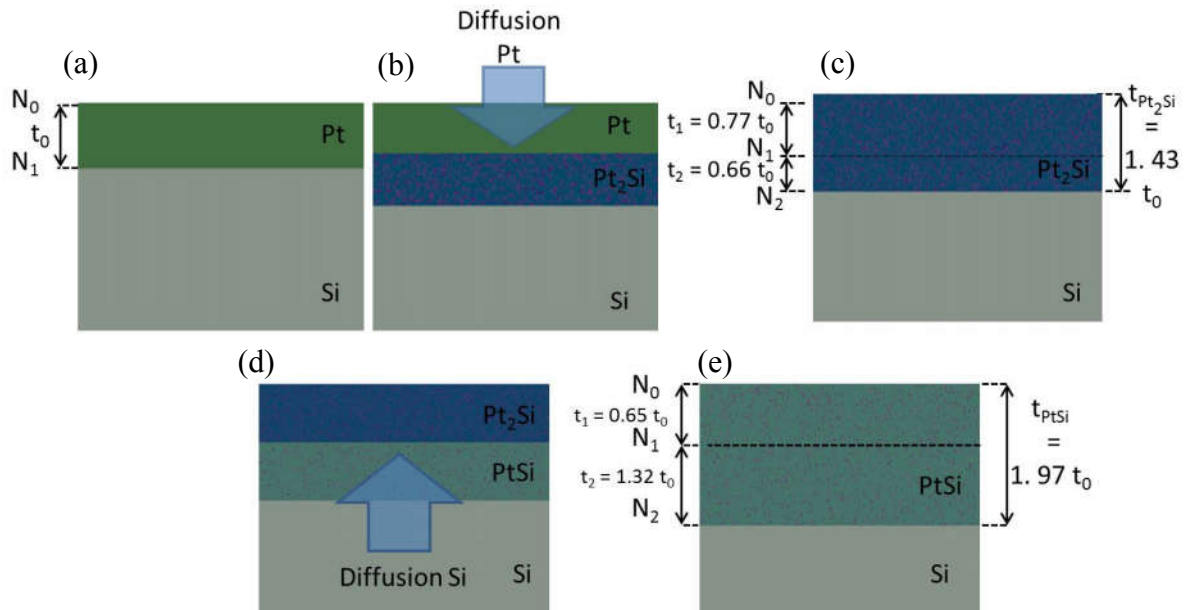 Diffusion
Pt
(a)
N₀
t₀
N₁
Pt
Si
(b)
Pt
Pt₂Si
Si
(c)
N₀
t₁ = 0.77 t₀
N₁
t₂ = 0.66 t₀
N₂
Pt₂Si
Si
t Pt₂Si
=
1. 43
t₀
(d)
Pt₂Si
PtSi
Diffusion Si
Si
(e)
N₀
t₁ = 0.65 t₀
N₁
t₂ = 1.32 t₀
N₂
PtSi
Si
t PtSi
=
1. 97 t₀